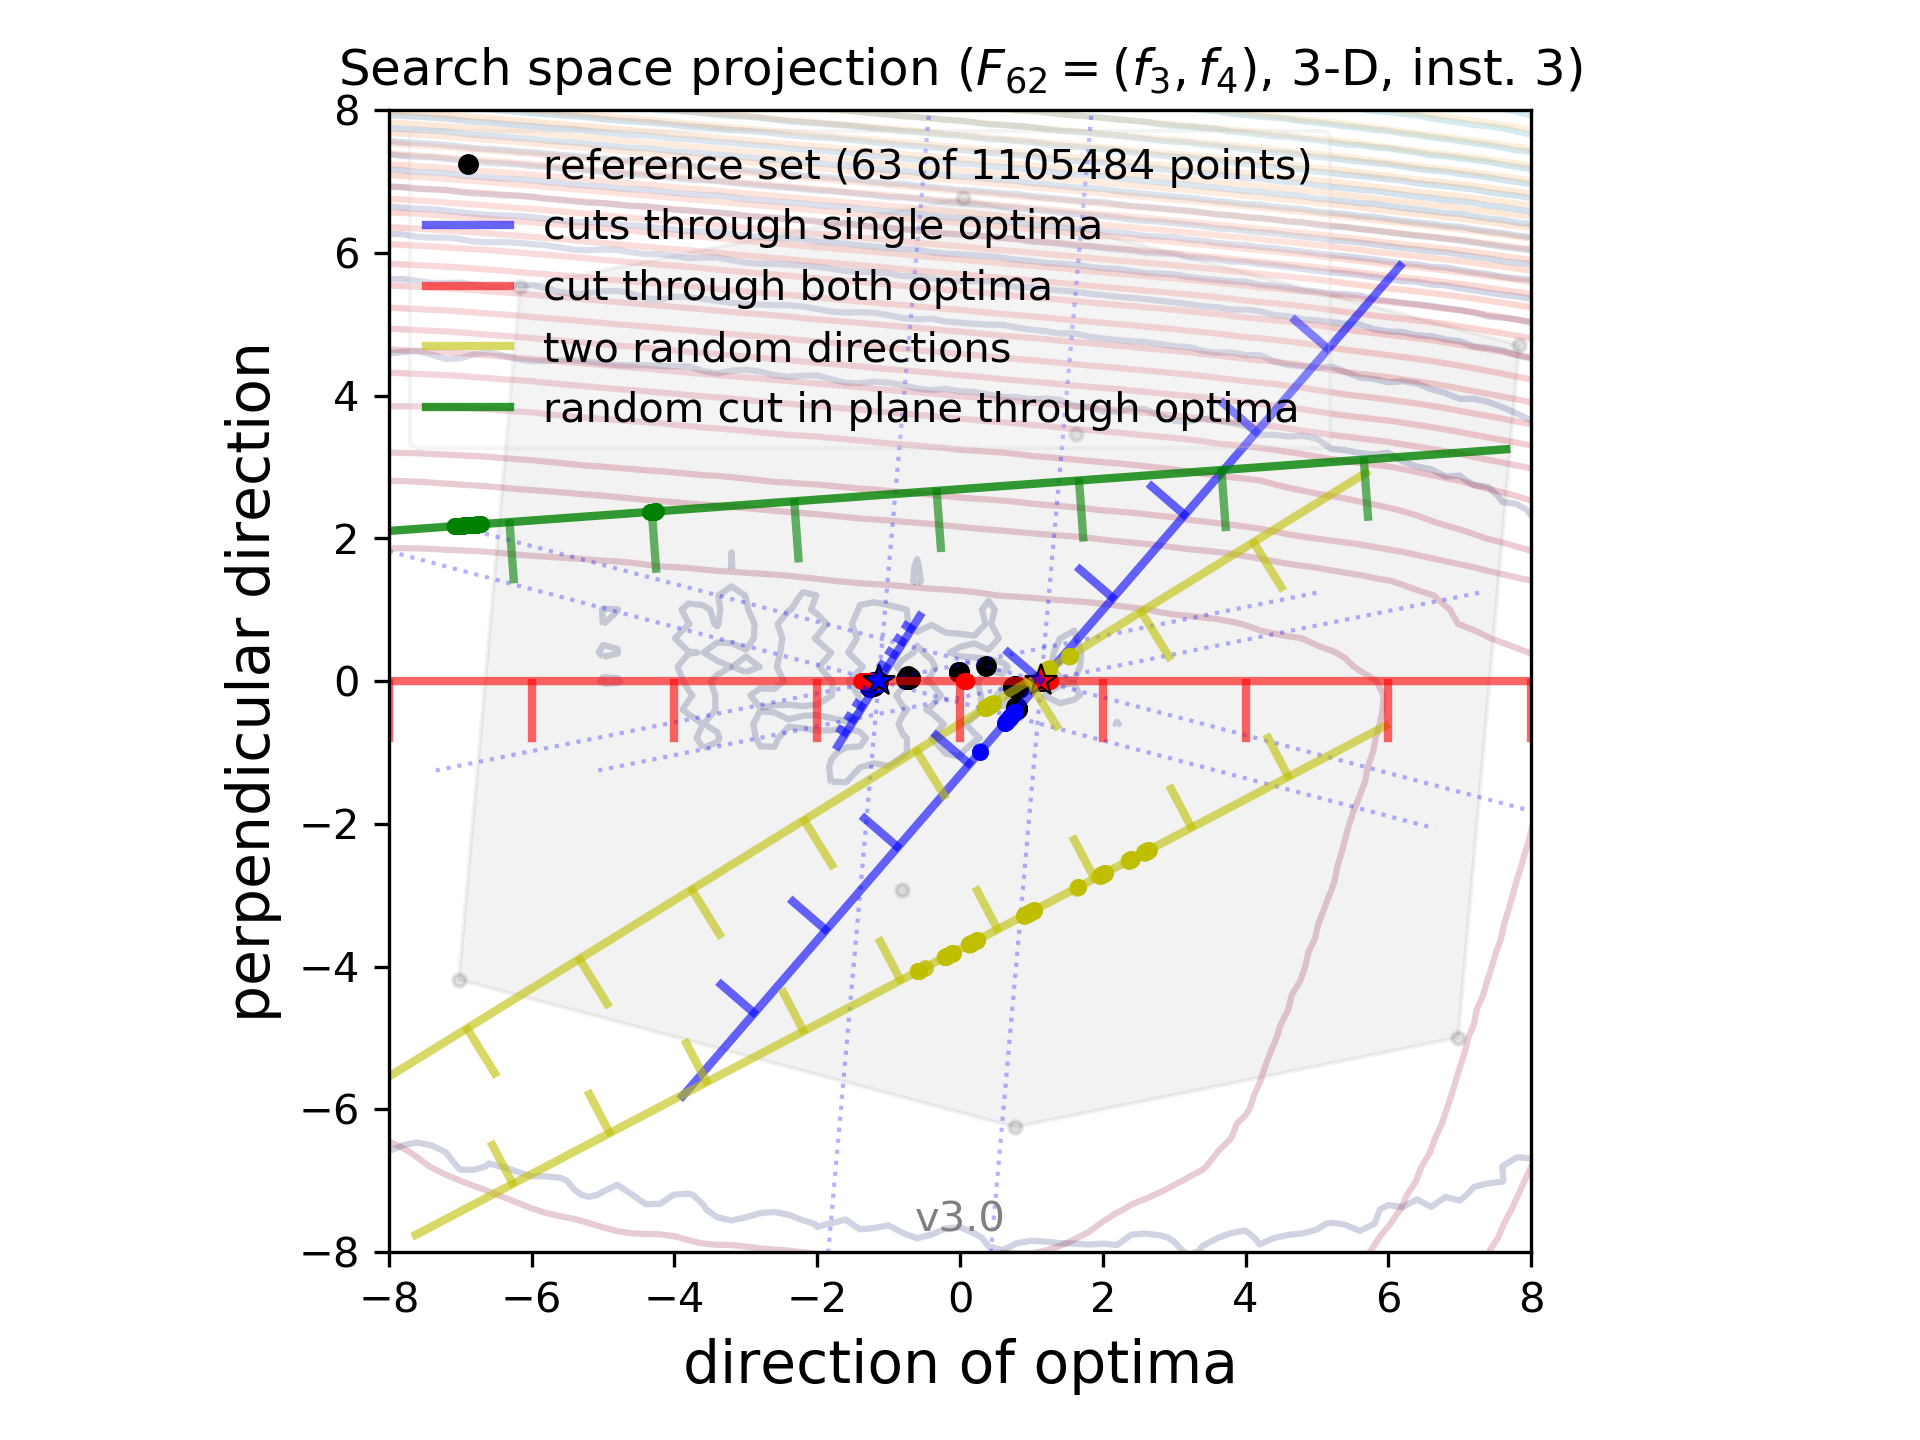 Search space projection (F₆₂ = (f₃, f₄), 3-D, inst. 3)
reference set (63 of 1105484 points)
cuts through single optima
cut through both optima
two random directions
random cut in plane through optima
8
6
4
2
0
−2
−4
−6
−8
perpendicular direction
v3.0
−8 −6 −4 −2 0 2 4 6 8
direction of optima